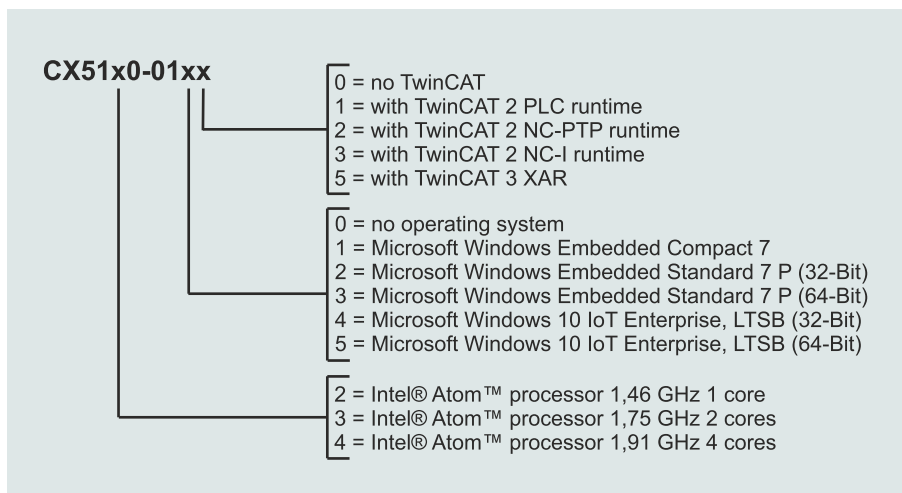 CX51x0-01xx
0 = no TwinCAT
1 = with TwinCAT 2 PLC runtime
2 = with TwinCAT 2 NC-PTP runtime
3 = with TwinCAT 2 NC-I runtime
5 = with TwinCAT 3 XAR
0 = no operating system
1 = Microsoft Windows Embedded Compact 7
2 = Microsoft Windows Embedded Standard 7 P (32-Bit)
3 = Microsoft Windows Embedded Standard 7 P (64-Bit)
4 = Microsoft Windows 10 IoT Enterprise, LTSB (32-Bit)
5 = Microsoft Windows 10 IoT Enterprise, LTSB (64-Bit)
2 = Intel® Atom™ processor 1,46 GHz 1 core
3 = Intel® Atom™ processor 1,75 GHz 2 cores
4 = Intel® Atom™ processor 1,91 GHz 4 cores